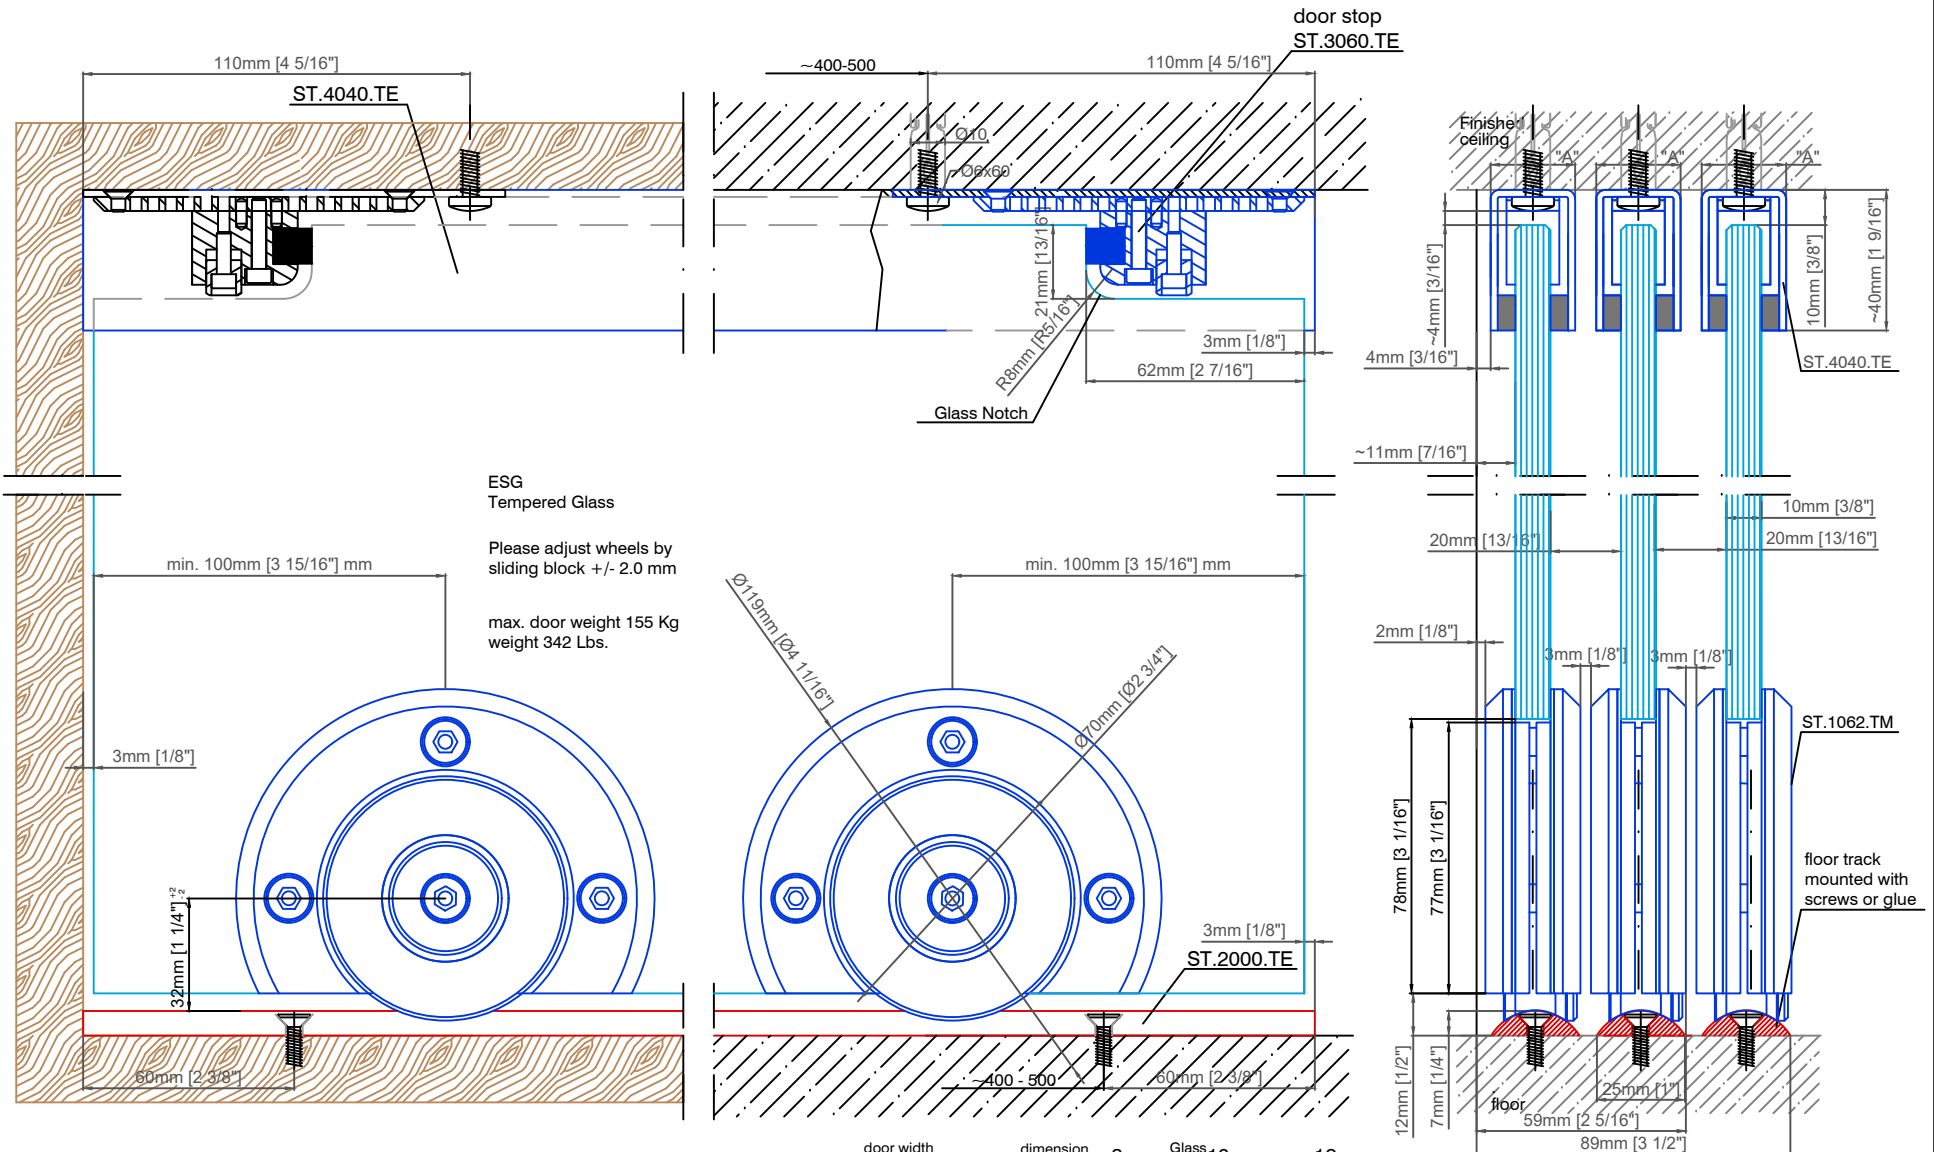 door stop
ST.3060.TE
110mm [4 5/16"]
~400-500
110mm [4 5/16"]
ST.4040.TE
Ø10
Ø6x60
Finished
ceiling
"A"
"A"
"A"
21mm [13/16"]
R8mm [R5/16"]
3mm [1/8"]
62mm [2 7/16"]
Glass Notch
~4mm [3/16"]
4mm [3/16"]
10mm [3/8"]
~40mm [1 9/16"]
ST.4040.TE
~11mm [7/16"]
ESG
Tempered Glass
Please adjust wheels by
sliding block +/- 2.0 mm
max. door weight 155 Kg
weight 342 Lbs.
min. 100mm [3 15/16"] mm
min. 100mm [3 15/16"] mm
10mm [3/8"]
20mm [13/16"]
20mm [13/16"]
Ø119mm [Ø4 11/16"]
Ø70mm [Ø2 3/4"]
2mm [1/8"]
3mm [1/8"]
3mm [1/8"]
ST.1062.TM
3mm [1/8"]
78mm [3 1/16"]
77mm [3 1/16"]
floor track
mounted with
screws or glue
32mm [1 1/4"] +2 -2
3mm [1/8"]
ST.2000.TE
60mm [2 3/8"]
~400 - 500
60mm [2 3/8"]
12mm [1/2"]
7mm [1/4"]
25mm [1"]
floor
59mm [2 5/16"]
89mm [3 1/2"]
door width
dimension
Glass